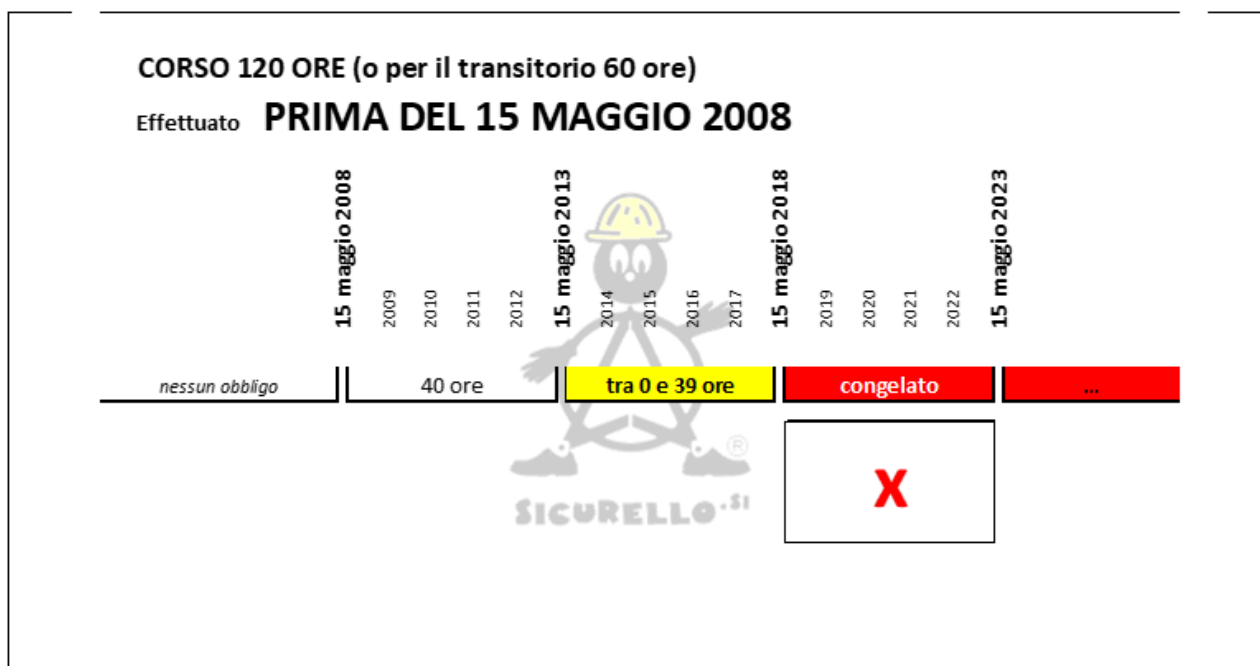 CORSO 120 ORE (o per il transitorio 60 ore)
Effettuato PRIMA DEL 15 MAGGIO 2008
15 maggio 2008
2009
2010
2011
2012
15 maggio 2013
2014
2015
2016
2017
15 maggio 2018
2019
2020
2021
2022
15 maggio 2023
nessun obbligo
40 ore
tra 0 e 39 ore
congelato
...
X
®
SICURELLO.SI